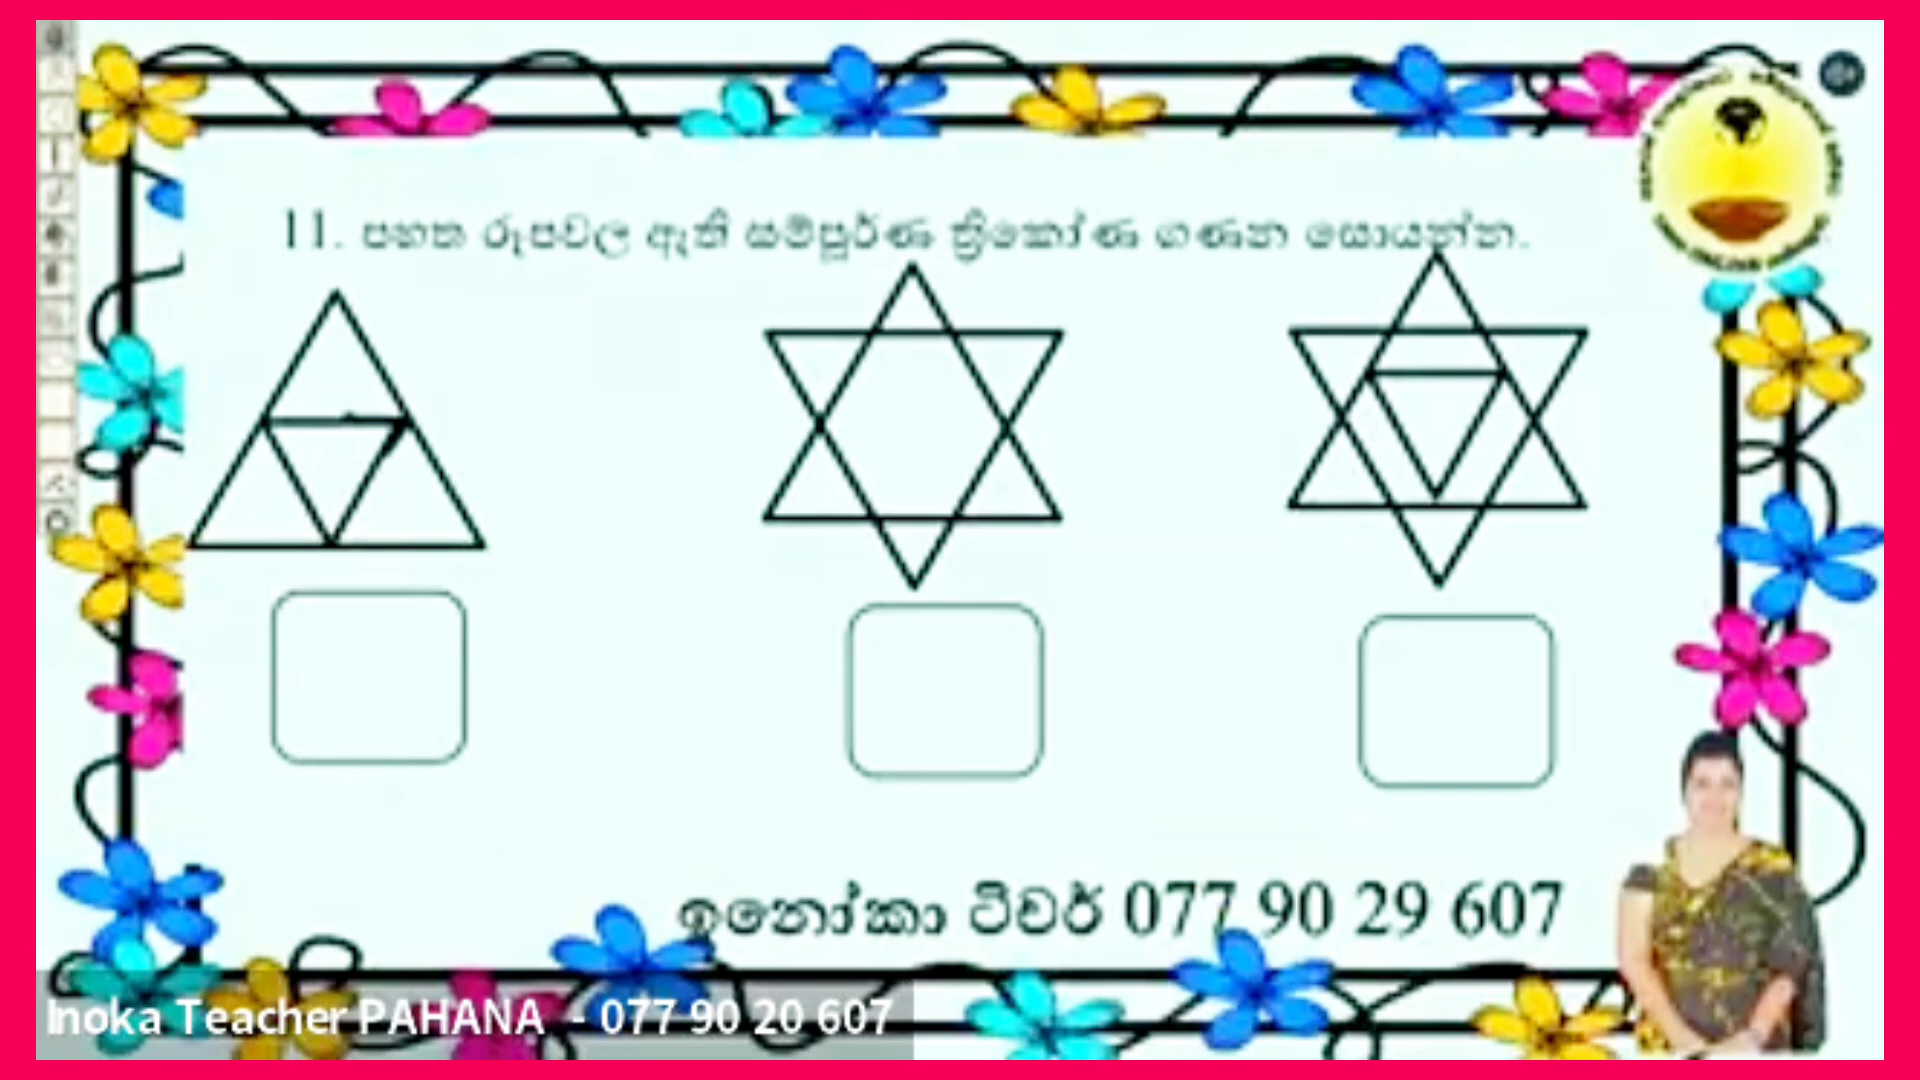 11. පහත රූපවල ඇති සම්පූර්ණ ත්‍රිකෝණ ගණන සොයන්න.
ඉනෝකා ටීචර් 077 90 29 607
Inoka Teacher PAHANA - 077 90 20 607